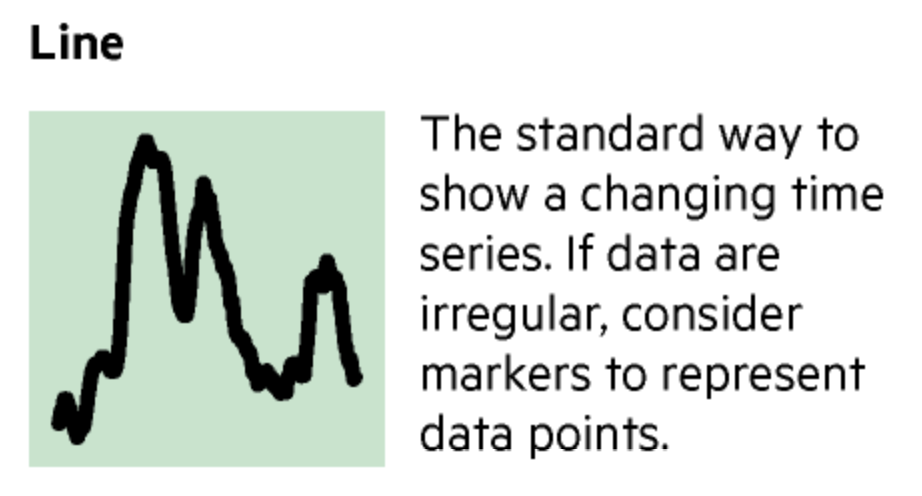 Line
The standard way to
show a changing time
series. If data are
irregular, consider
markers to represent
data points.